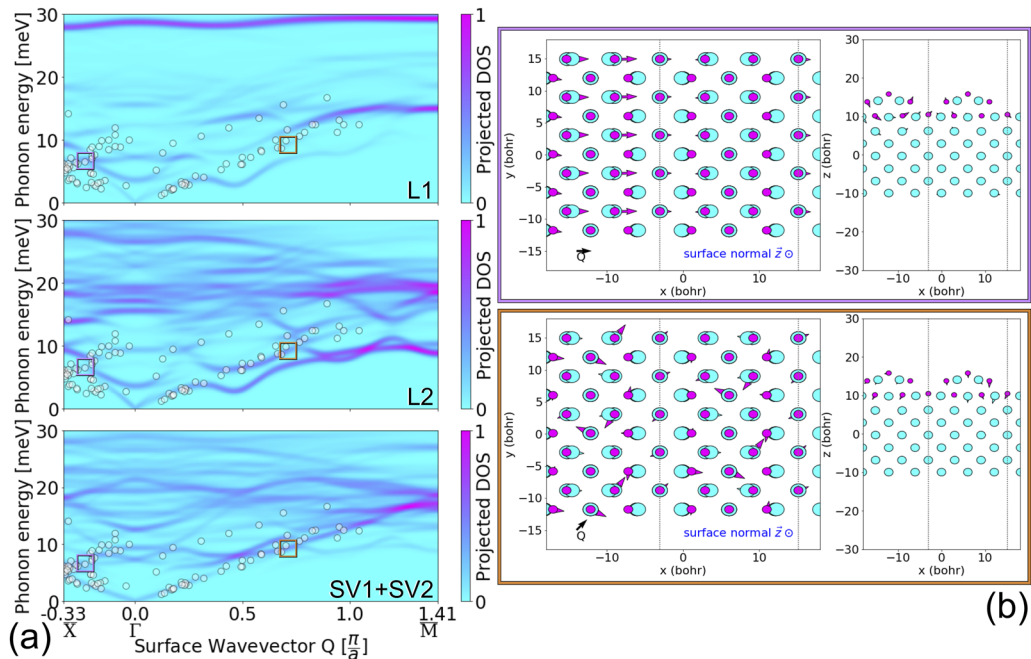 30
20
10
0
Phonon energy [meV]
L1
1
0
Projected DOS
30
20
10
0
Phonon energy [meV]
L2
1
0
Projected DOS
30
20
10
0
Phonon energy [meV]
SV1+SV2
1
0
Projected DOS
-0.33 0.0 0.5 1.0 1.41
X̅ Γ̅ M̅
Surface Wavevector Q [π/a]
(a)
15
10
5
0
−5
−10
−15
y (bohr)
Q
surface normal z⃗ ⊙
−10 0 10
x (bohr)
30
20
10
0
−10
−20
−30
z (bohr)
−10 0 10
x (bohr)
15
10
5
0
−5
−10
−15
y (bohr)
Q
surface normal z⃗ ⊙
−10 0 10
x (bohr)
30
20
10
0
−10
−20
−30
z (bohr)
−10 0 10
x (bohr)
(b)